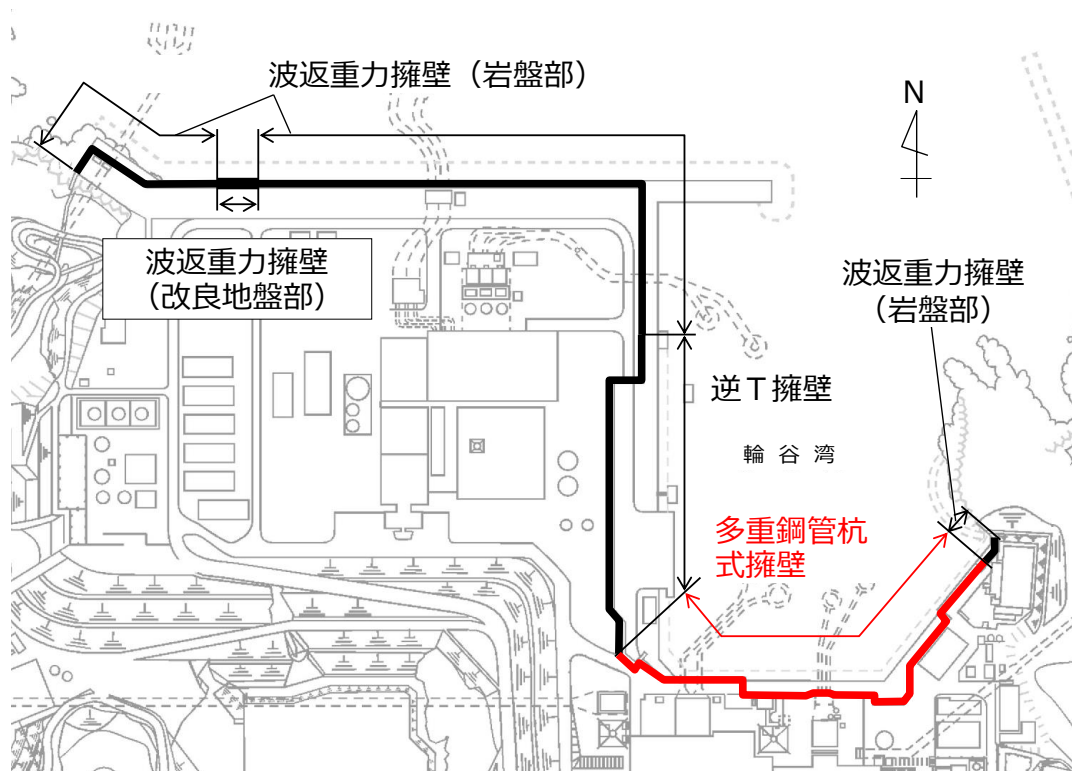 波返重力擁壁（岩盤部）
N
波返重力擁壁
（改良地盤部）
波返重力擁壁
（岩盤部）
逆Ｔ擁壁
輪谷湾
多重鋼管杭
式擁壁